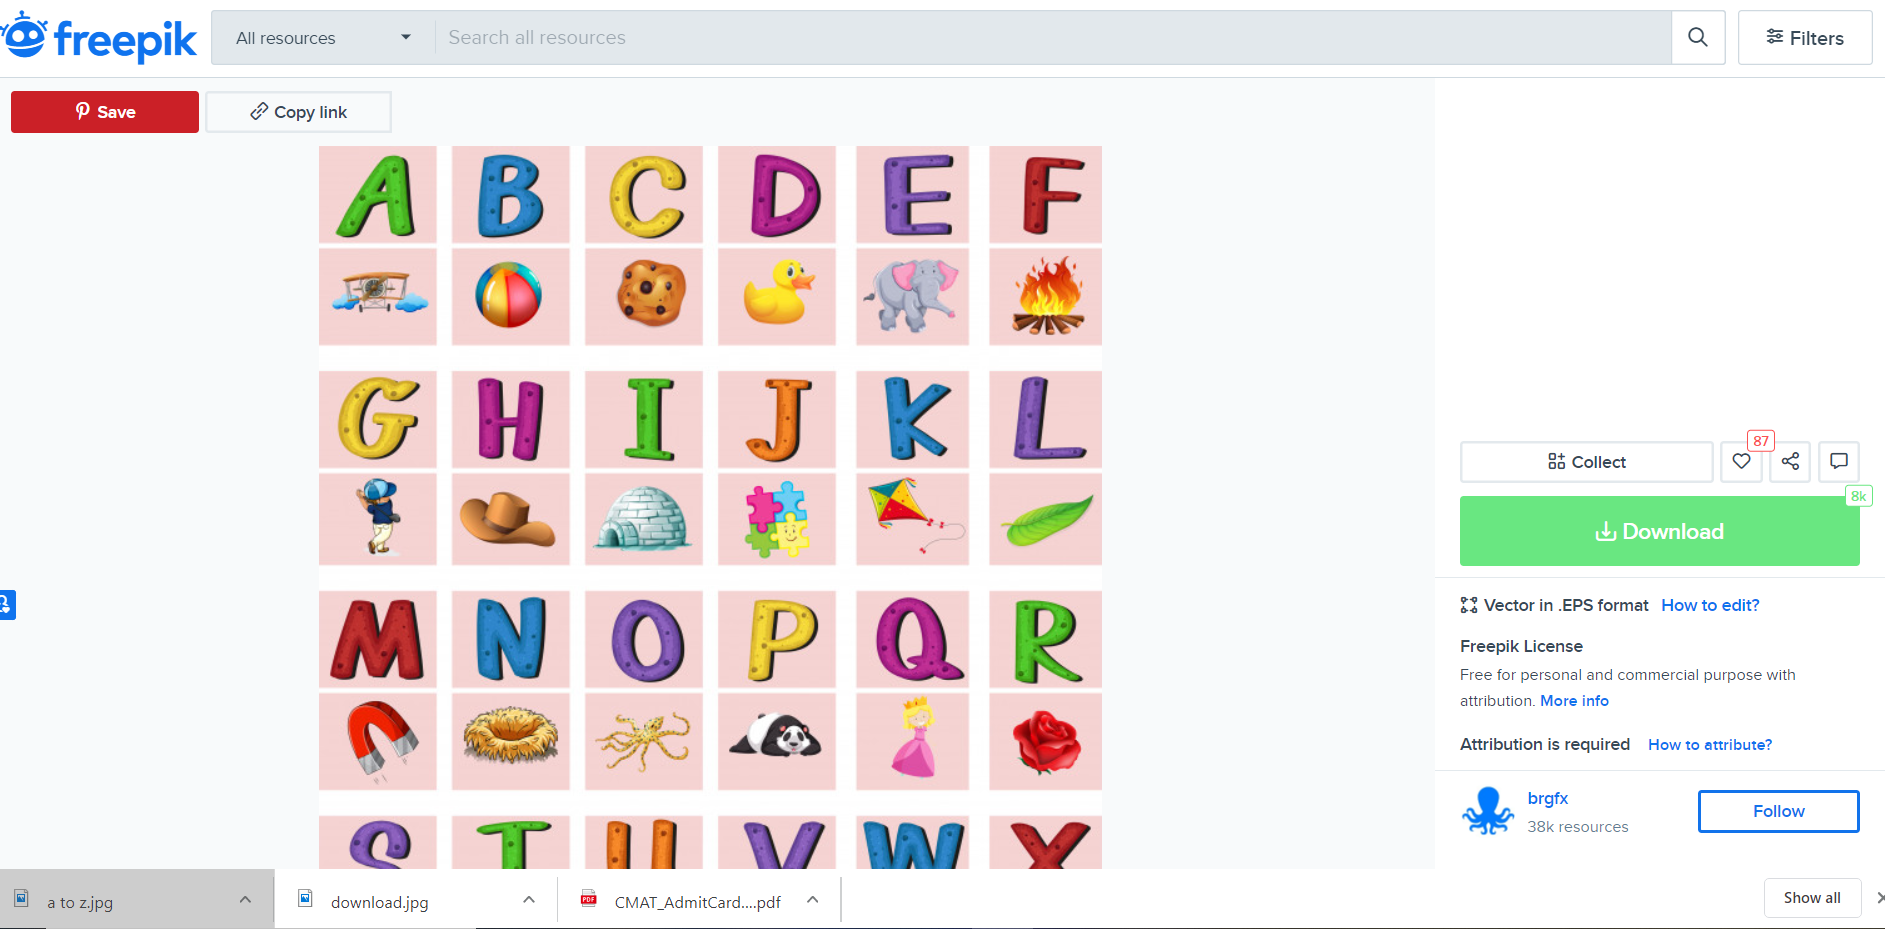 freepik
All resources
Search all resources
Filters
Save
Copy link
A B C D E F
G H I J K L
M N O P Q R
S T U V W X
87
Collect
8k
Download
Vector in .EPS format How to edit?
Freepik License
Free for personal and commercial purpose with
attribution. More info
Attribution is required How to attribute?
brgfx
38k resources
Follow
a to z.jpg
download.jpg
PDF
CMAT_AdmitCard....pdf
Show all